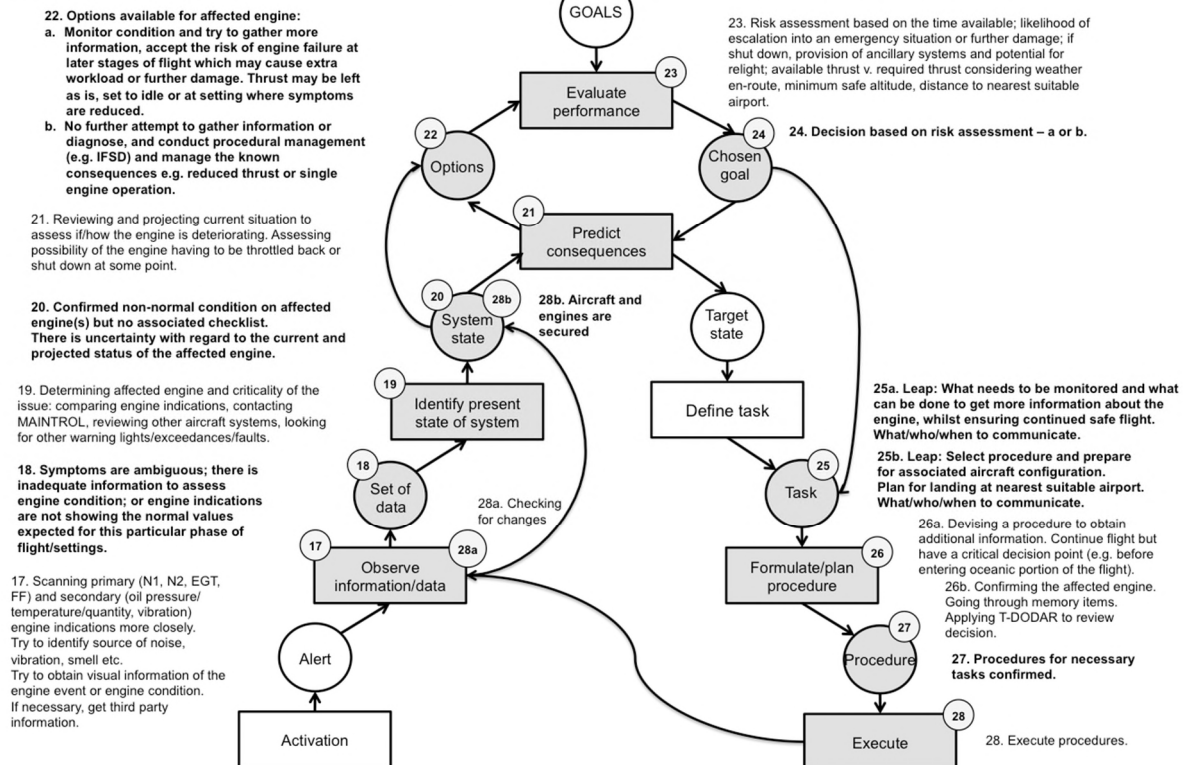 22. Options available for affected engine:
a. Monitor condition and try to gather more
information, accept the risk of engine failure at
later stages of flight which may cause extra
workload or further damage. Thrust may be left
as is, set to idle or at setting where symptoms
are reduced.
b. No further attempt to gather information or
diagnose, and conduct procedural management
(e.g. IFSD) and manage the known
consequences e.g. reduced thrust or single
engine operation.
21. Reviewing and projecting current situation to
assess if/how the engine is deteriorating. Assessing
possibility of the engine having to be throttled back or
shut down at some point.
20. Confirmed non-normal condition on affected
engine(s) but no associated checklist.
There is uncertainty with regard to the current and
projected status of the affected engine.
19. Determining affected engine and criticality of the
issue: comparing engine indications, contacting
MAINTROL, reviewing other aircraft systems, looking
for other warning lights/exceedances/faults.
18. Symptoms are ambiguous; there is
inadequate information to assess
engine condition; or engine indications
are not showing the normal values
expected for this particular phase of
flight/settings.
17. Scanning primary (N1, N2, EGT,
FF) and secondary (oil pressure/
temperature/quantity, vibration)
engine indications more closely.
Try to identify source of noise,
vibration, smell etc.
Try to obtain visual information of the
engine event or engine condition.
If necessary, get third party
information.
GOALS
23
Evaluate
performance
22
Options
24
Chosen
goal
21
Predict
consequences
20
28b
System
state
28b. Aircraft and
engines are
secured
Target
state
19
Identify present
state of system
Define task
18
Set of
data
28a. Checking
for changes
25
Task
17
28a
Observe
information/data
26
Formulate/plan
procedure
Alert
27
Procedure
Activation
28
Execute
23. Risk assessment based on the time available; likelihood of
escalation into an emergency situation or further damage; if
shut down, provision of ancillary systems and potential for
relight; available thrust v. required thrust considering weather
en-route, minimum safe altitude, distance to nearest suitable
airport.
24. Decision based on risk assessment – a or b.
25a. Leap: What needs to be monitored and what
can be done to get more information about the
engine, whilst ensuring continued safe flight.
What/who/when to communicate.
25b. Leap: Select procedure and prepare
for associated aircraft configuration.
Plan for landing at nearest suitable airport.
What/who/when to communicate.
26a. Devising a procedure to obtain
additional information. Continue flight but
have a critical decision point (e.g. before
entering oceanic portion of the flight).
26b. Confirming the affected engine.
Going through memory items.
Applying T-DODAR to review
decision.
27. Procedures for necessary
tasks confirmed.
28. Execute procedures.